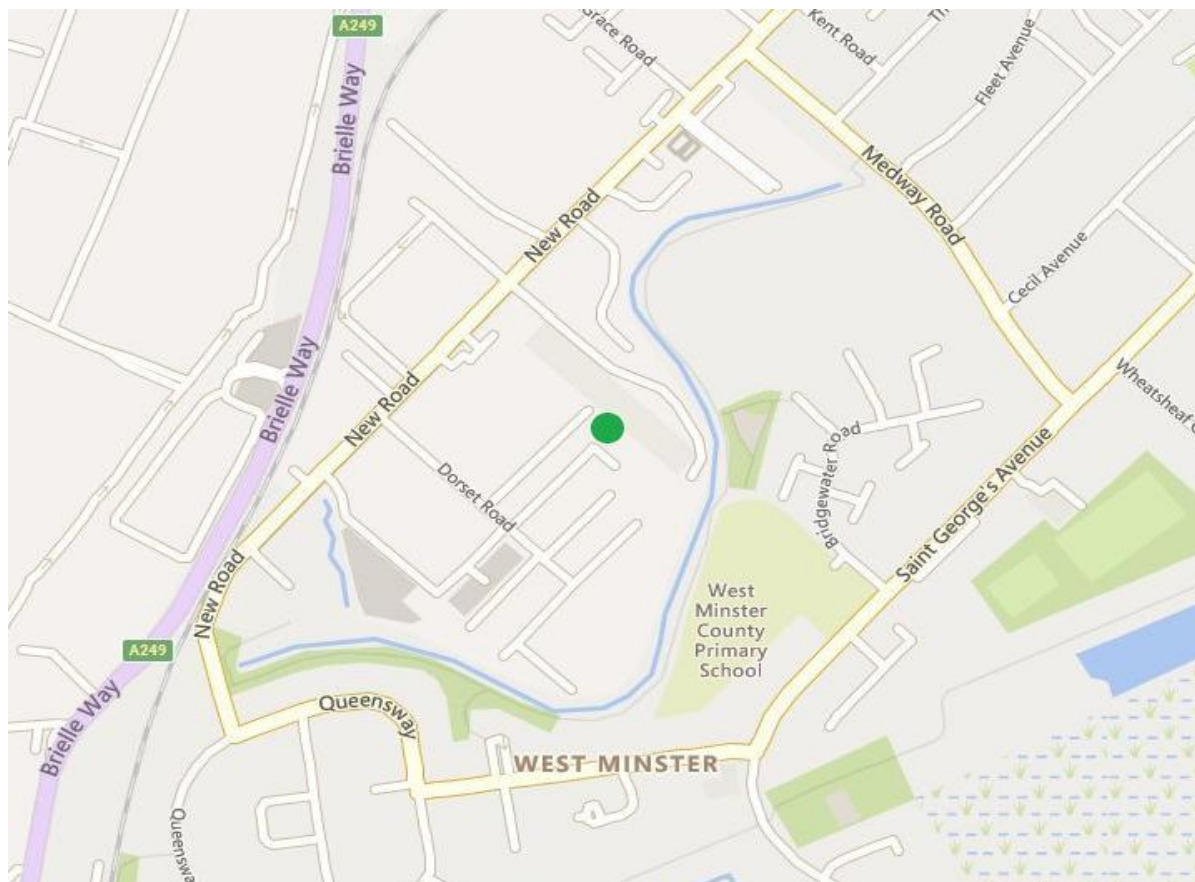 A249
Grace Road
Kent Road
Fleet Avenue
Brielle Way
New Road
Medway Road
Cecil Avenue
Brielle Way
New Road
Wheatsheaf
Dorset Road
Bridgewater Road
Saint George's Avenue
New Road
West
Minster
County
Primary
School
A249
Brielle Way
Queensway
WEST MINSTER
Queensway